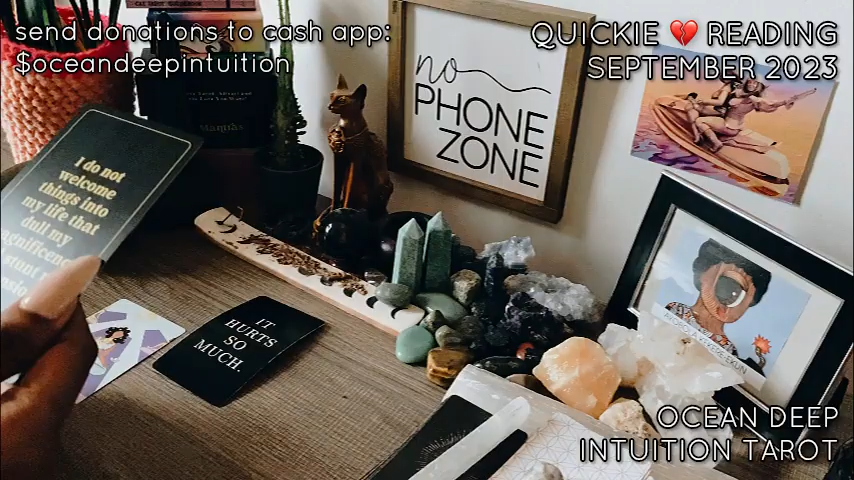 send donations to cash app:
$oceandeepintuition
QUICKIE 💔 READING
SEPTEMBER 2023
no
PHONE
ZONE
I do not
welcome
things into
my life that
dull my
stunt
IT
HURTS
SO
MUCH.
OCEAN DEEP
INTUITION TAROT